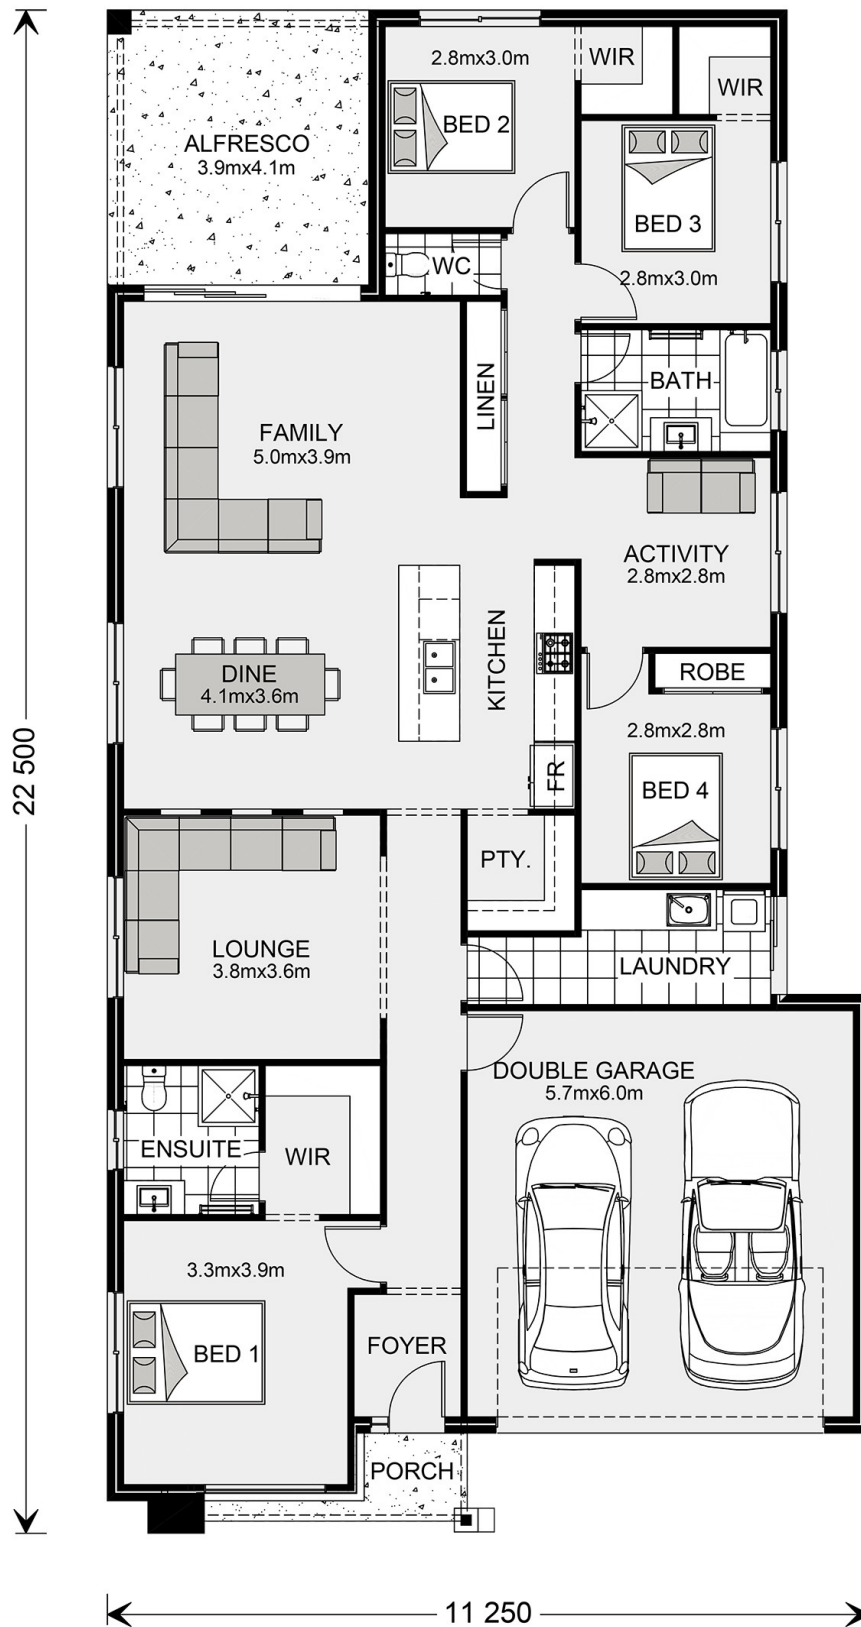 WIR
2.8mx3.0m
BED 2
WIR
ALFRESCO
3.9mx4.1m
BED 3
2.8mx3.0m
WC
LINEN
BATH
FAMILY
5.0mx3.9m
ACTIVITY
2.8mx2.8m
KITCHEN
DINE
4.1mx3.6m
ROBE
2.8mx2.8m
BED 4
FR
22 500
PTY.
LOUNGE
3.8mx3.6m
LAUNDRY
DOUBLE GARAGE
5.7mx6.0m
ENSUITE
WIR
3.3mx3.9m
BED 1
FOYER
PORCH
11 250